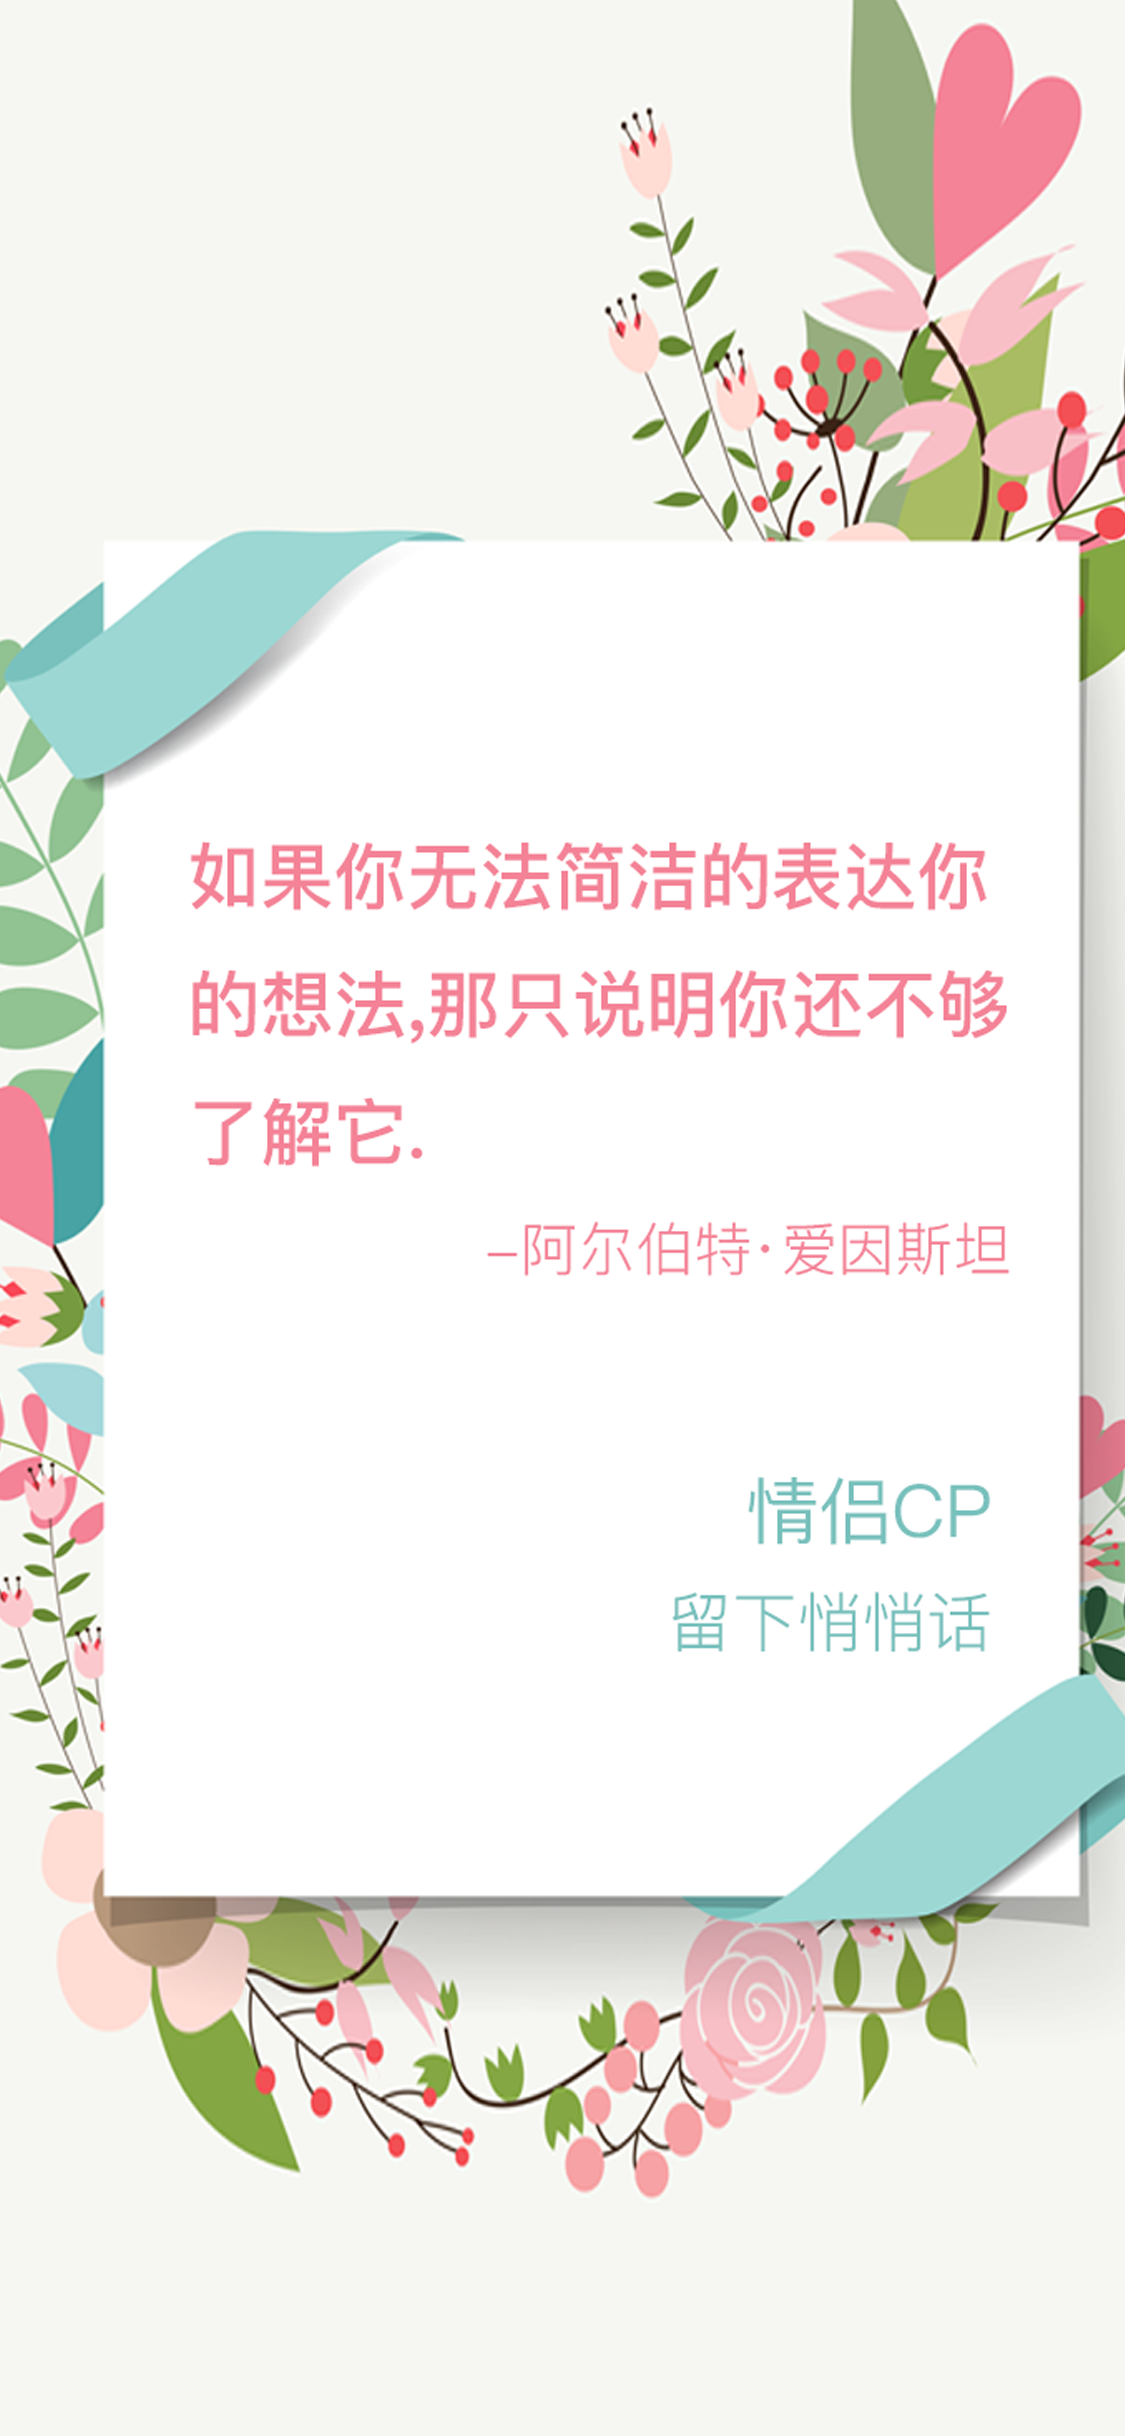 如果你无法简洁的表达你
的想法,那只说明你还不够
了解它.
–阿尔伯特·爱因斯坦
情侣CP
留下悄悄话